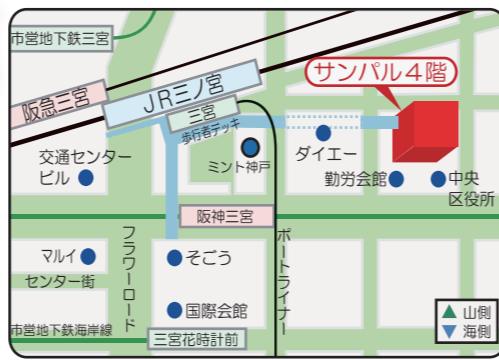 市営地下鉄三宮
サンパル4階
JR三ノ宮
阪急三宮
三宮
歩行者デッキ
ミント神戸
ダイエー
交通センター
ビル
勤労会館
中央
区役所
阪神三宮
フラワーロード
ポートライナー
マルイ
センター街
そごう
国際会館
市営地下鉄海岸線
三宮花時計前
▲山側
▼海側